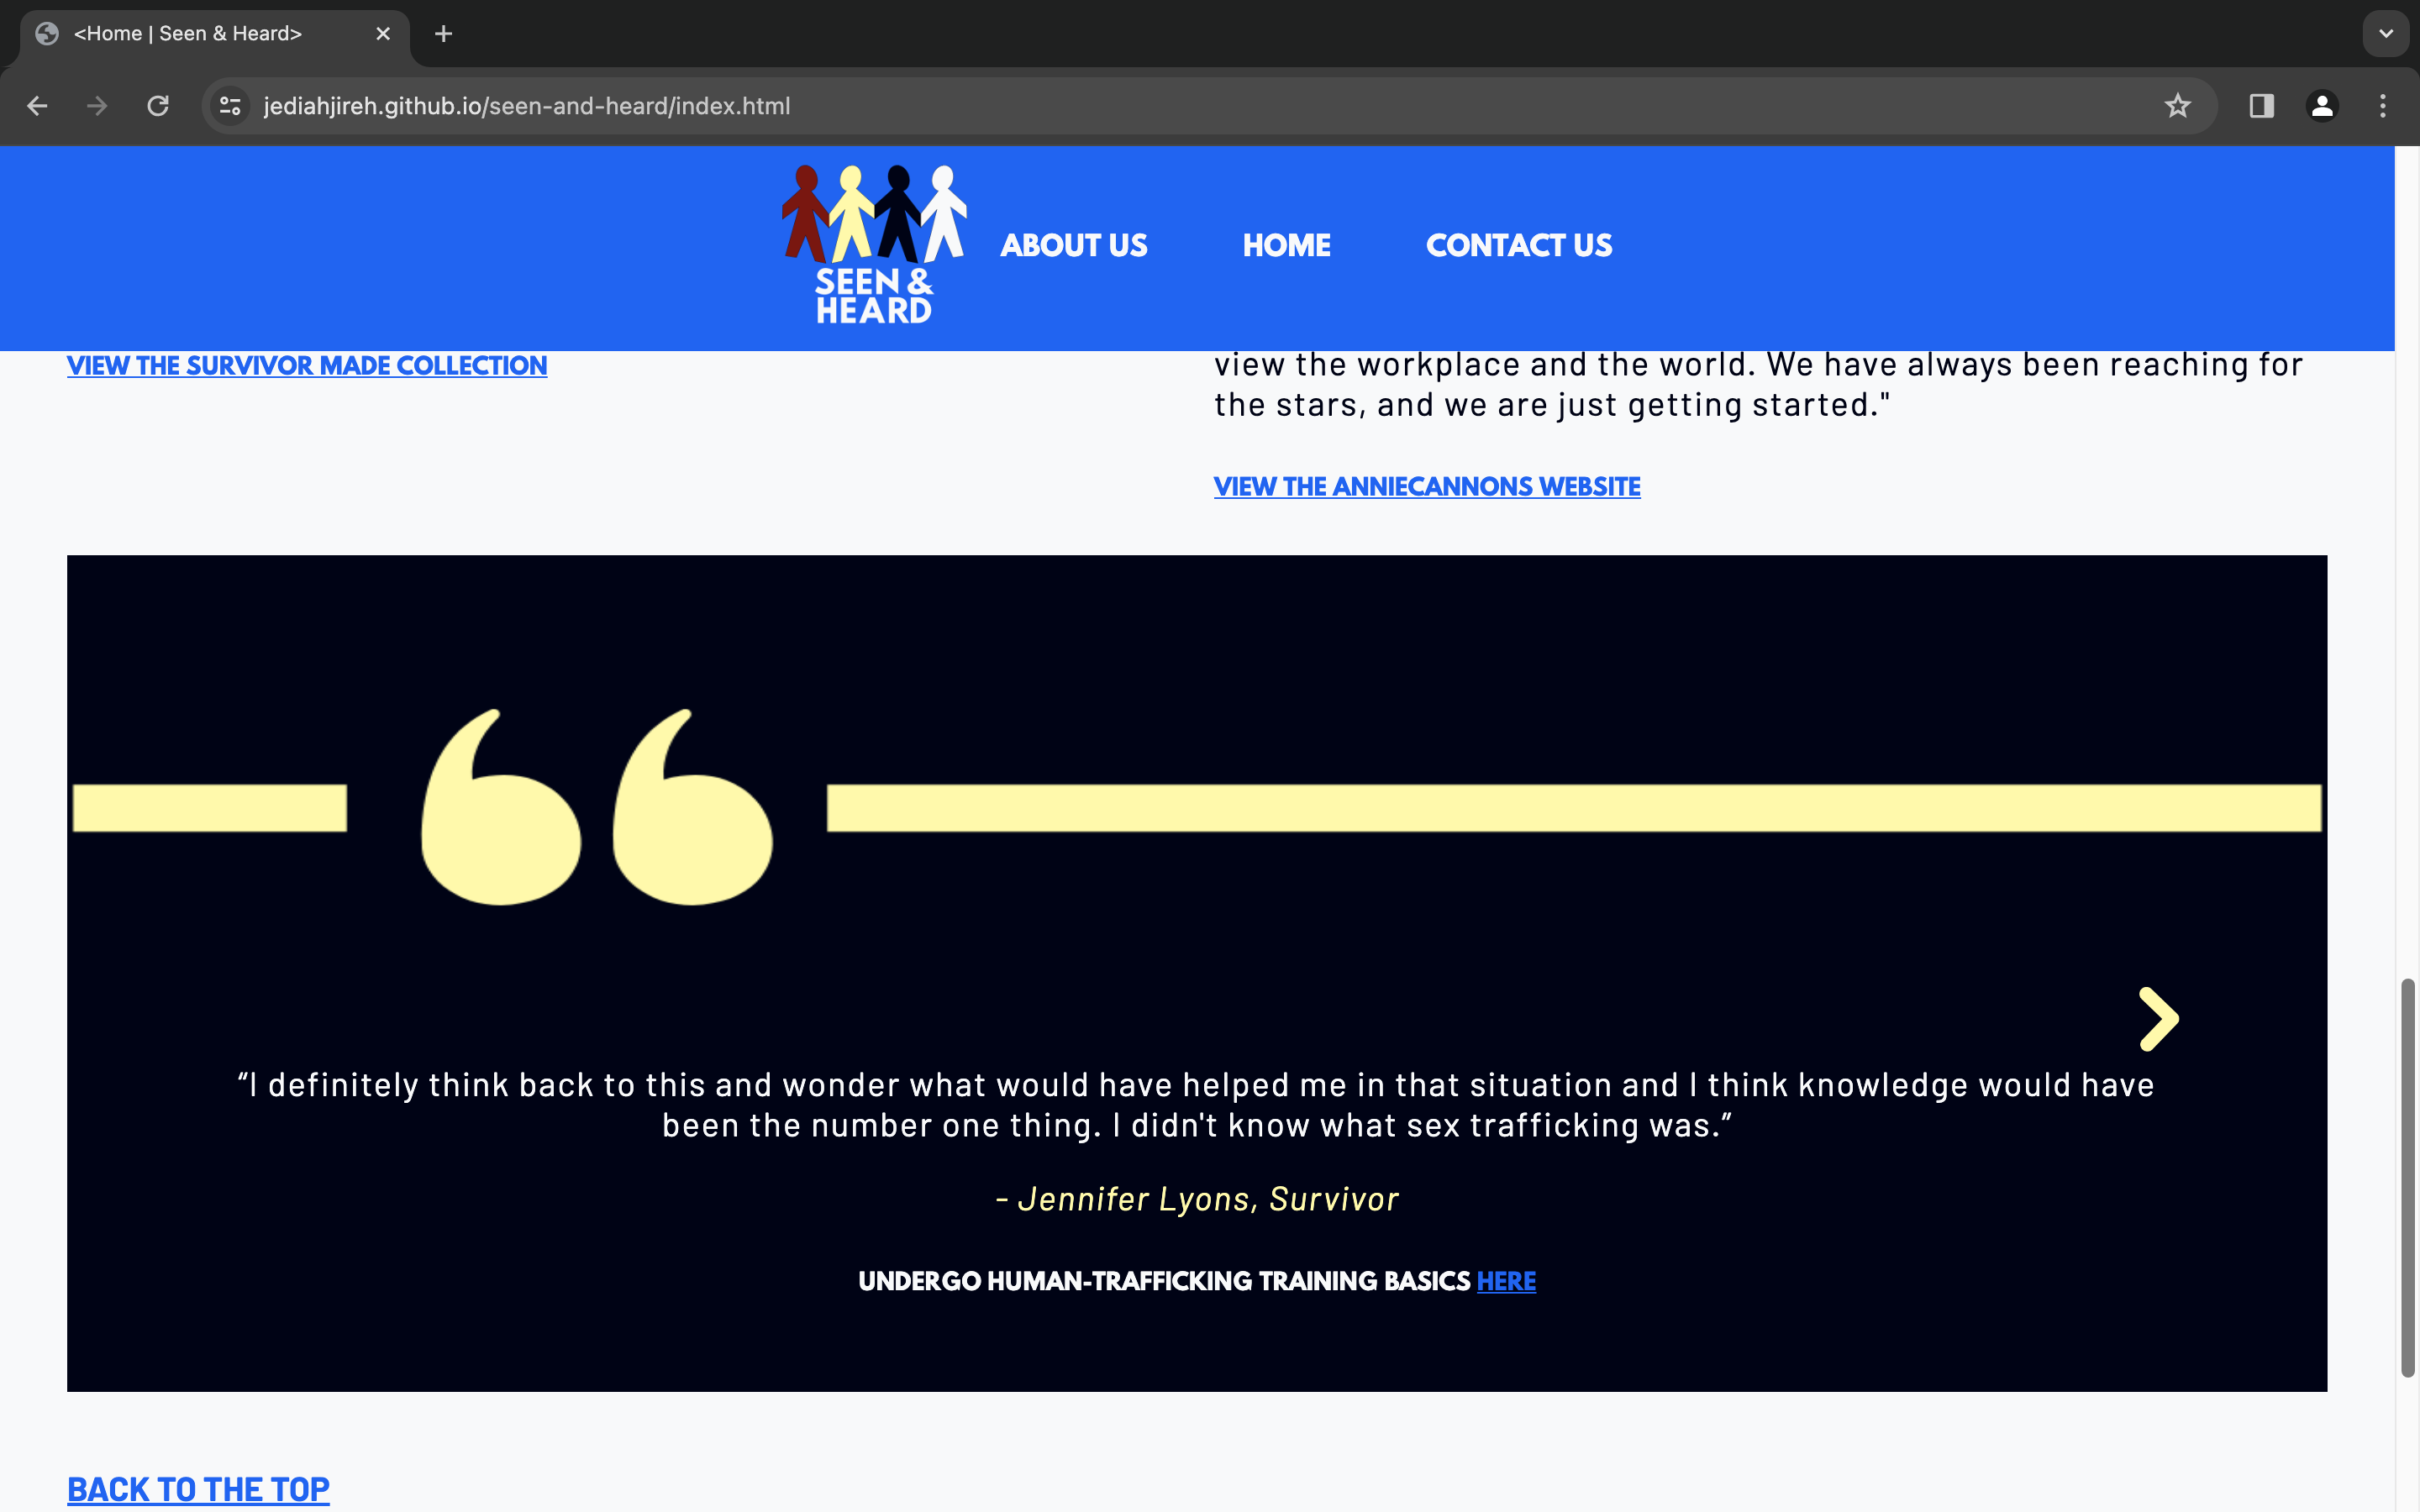 <Home | Seen & Heard>
jediahjireh.github.io/seen-and-heard/index.html
SEEN &
HEARD
ABOUT US
HOME
CONTACT US
VIEW THE SURVIVOR MADE COLLECTION
view the workplace and the world. We have always been reaching for
the stars, and we are just getting started."
VIEW THE ANNIECANNONS WEBSITE
“I definitely think back to this and wonder what would have helped me in that situation and I think knowledge would have
been the number one thing. I didn't know what sex trafficking was.”
- Jennifer Lyons, Survivor
UNDERGO HUMAN-TRAFFICKING TRAINING BASICS HERE
BACK TO THE TOP